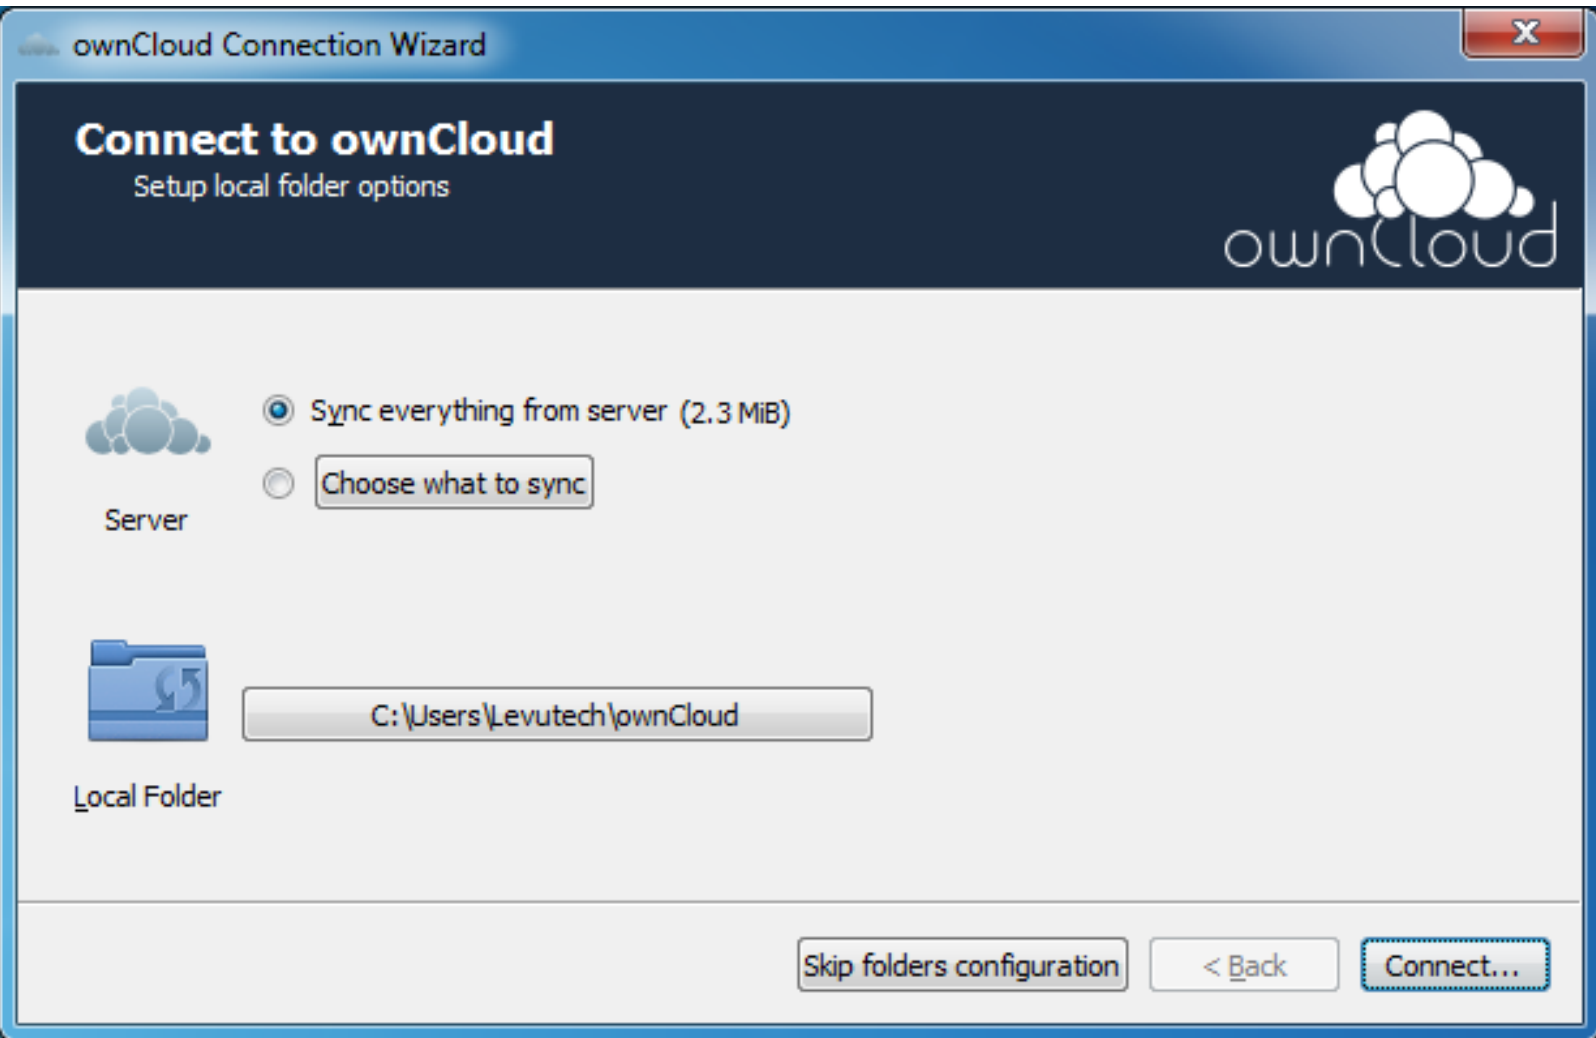 ownCloud Connection Wizard
x
Connect to ownCloud
Setup local folder options
ownCloud
Sync everything from server (2.3 MiB)
Choose what to sync
Server
C:\Users\Levutech\ownCloud
Local Folder
Skip folders configuration
< Back
Connect...